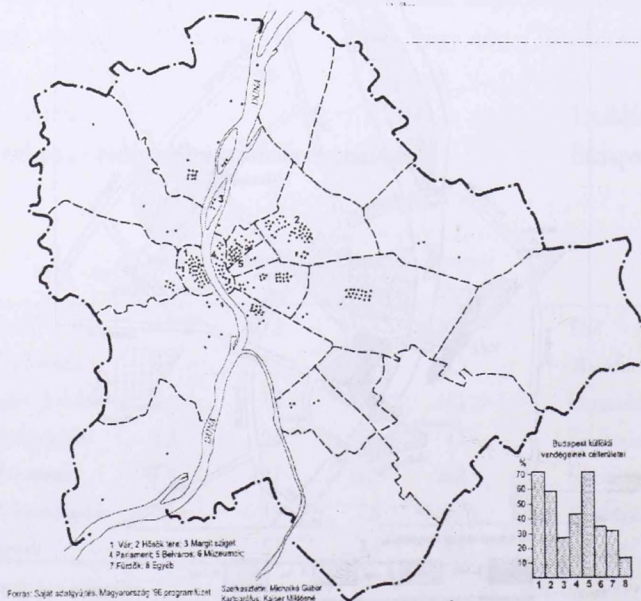 DUNA
3
2
DUNA
1 Vár; 2 Hősök tere; 3 Margit sziget
4 Parlament; 5 Belváros; 6 Múzeumok;
7 Fürdők; 8 Egyéb
Budapest külföldi
vendégeinek célterületei
%
70
60
50
40
30
20
10
1 2 3 4 5 6 7 8
Forrás: Saját adatgyűjtés, Magyarország '96 programfüzet
Szerkesztette: Michalkó Gábor
Kartográfus: Kaiser Miklósné